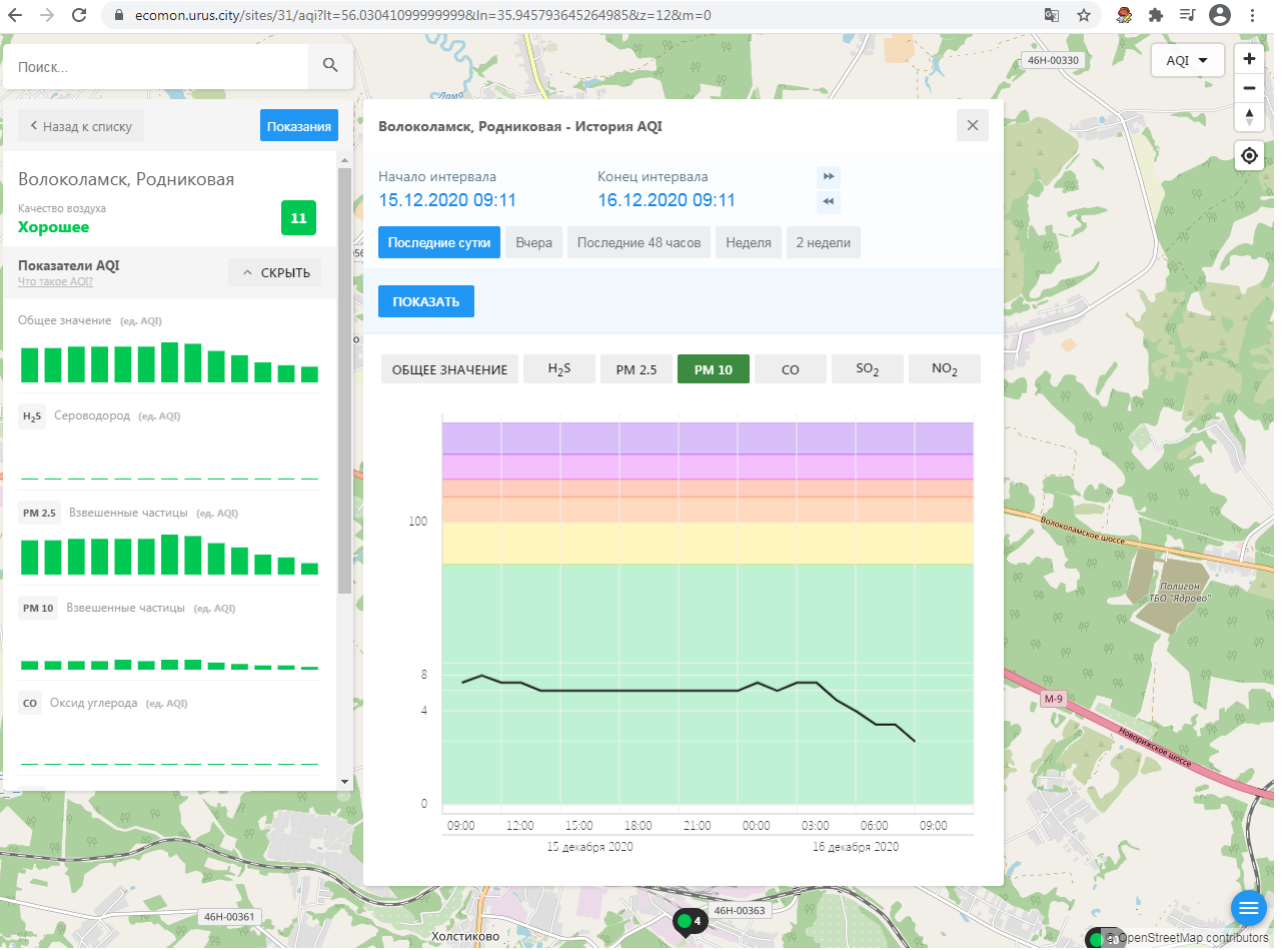 ecomon.urus.city/sites/31/aqi?lt=56.03041099999999&ln=35.945793645264985&z=12&m=0
Поиск...
46Н-00330
AQI
Назад к списку
Показания
Волоколамск, Родниковая - История AQI
Волоколамск, Родниковая
Качество воздуха
Хорошее
11
Начало интервала
Конец интервала
15.12.2020 09:11
16.12.2020 09:11
Последние сутки
Вчера
Последние 48 часов
Неделя
2 недели
Показатели AQI
Что такое AQI?
СКРЫТЬ
ПОКАЗАТЬ
Общее значение (ед. AQI)
ОБЩЕЕ ЗНАЧЕНИЕ
H2S
PM 2.5
PM 10
CO
SO2
NO2
H2S Сероводород (ед. AQI)
PM 2.5 Взвешенные частицы (ед. AQI)
PM 10 Взвешенные частицы (ед. AQI)
CO Оксид углерода (ед. AQI)
100
8
4
0
09:00 12:00 15:00 18:00 21:00 00:00 03:00 06:00 09:00
15 декабря 2020
16 декабря 2020
Волоколамское шоссе
Полигон
ТБО "Ядрово"
М-9
Новорижское шоссе
46Н-00361
46Н-00363
4
Холстиково
© OpenStreetMap contributors